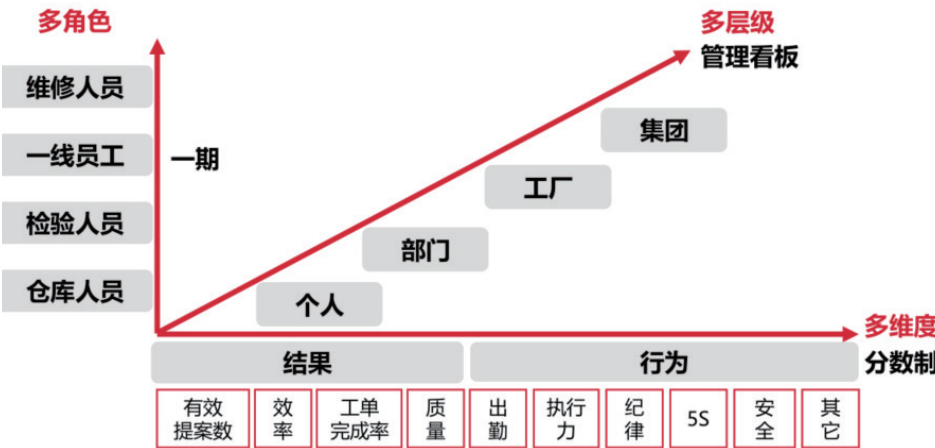 多角色
多层级
管理看板
维修人员
集团
一线员工
一期
工厂
检验人员
部门
仓库人员
个人
多维度
结果
行为
分数制
有效
提案数
效
率
工单
完成率
质
量
出
勤
执行
力
纪
律
5S
安
全
其
它